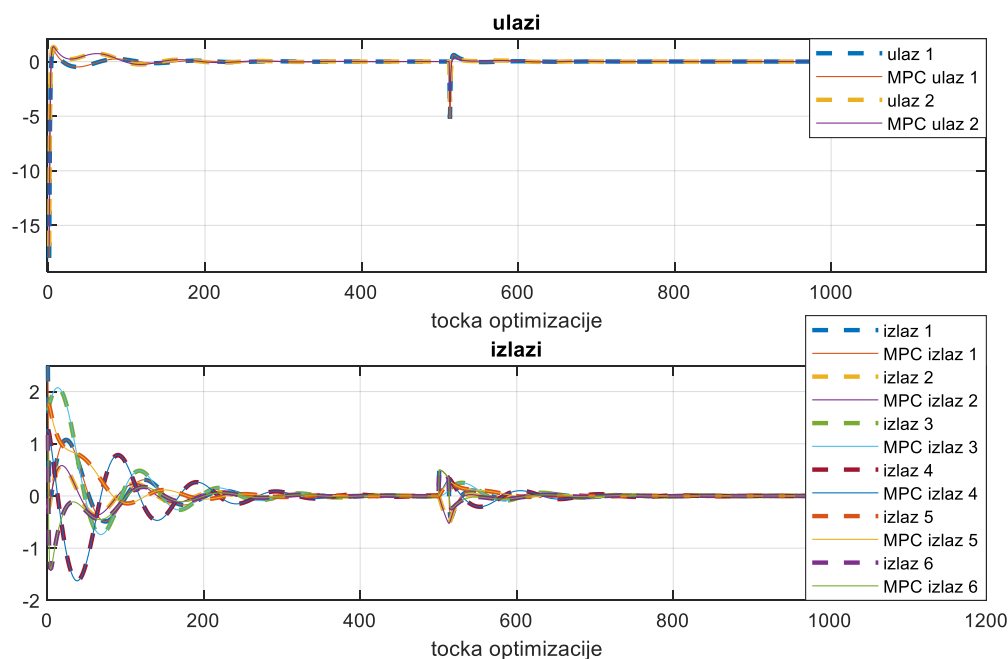 ulazi
0
-5
-10
-15
ulaz 1
MPC ulaz 1
ulaz 2
MPC ulaz 2
0 200 400 600 800 1000
tocka optimizacije
izlazi
2
1
0
-1
-2
izlaz 1
MPC izlaz 1
izlaz 2
MPC izlaz 2
izlaz 3
MPC izlaz 3
izlaz 4
MPC izlaz 4
izlaz 5
MPC izlaz 5
izlaz 6
MPC izlaz 6
0 200 400 600 800 1000 1200
tocka optimizacije